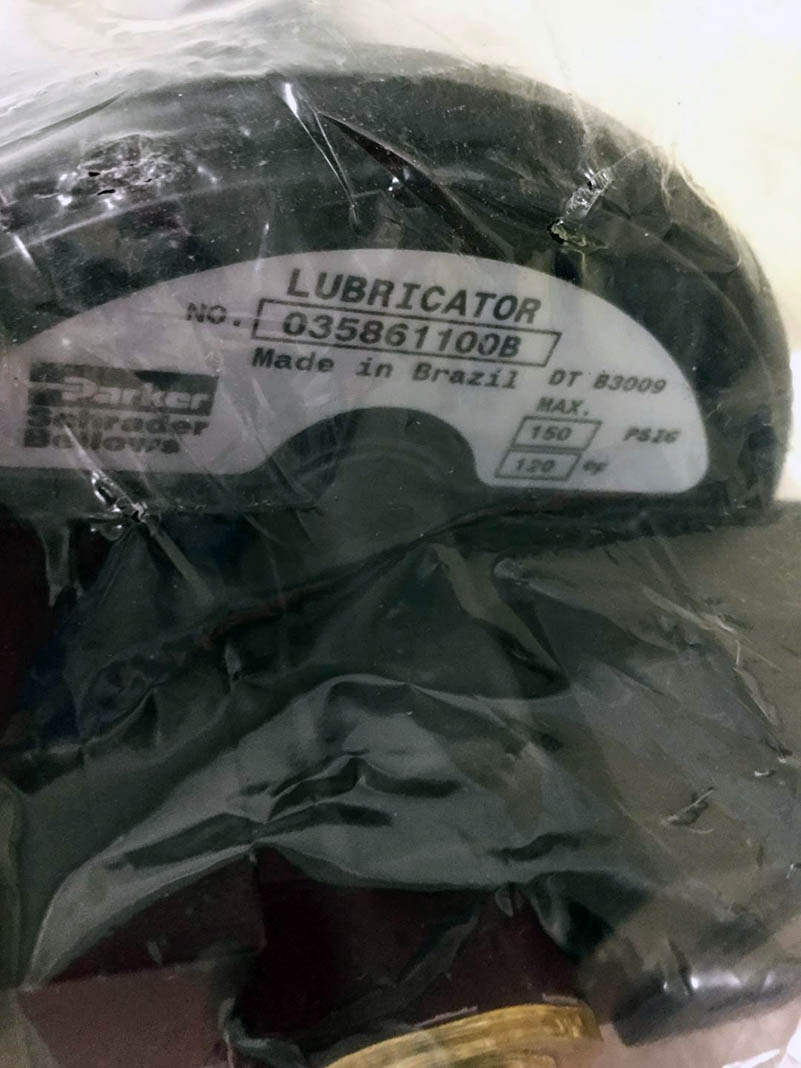 LUBRICATOR
NO. 035861100B
Made in Brazil DT B3009
Parker
Schrader
Bellows
MAX.
150 PSIG
120 °F